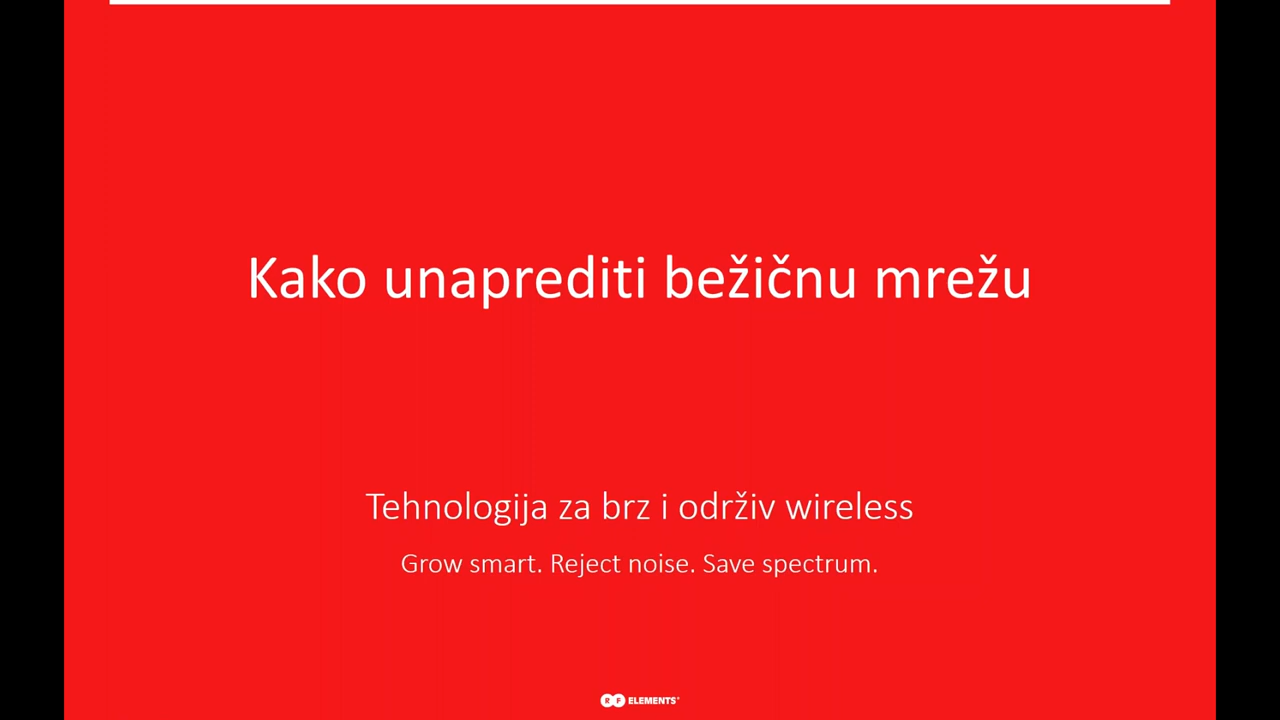 Kako unaprediti bežičnu mrežu
Tehnologija za brz i održiv wireless
Grow smart. Reject noise. Save spectrum.
RF ELEMENTS®